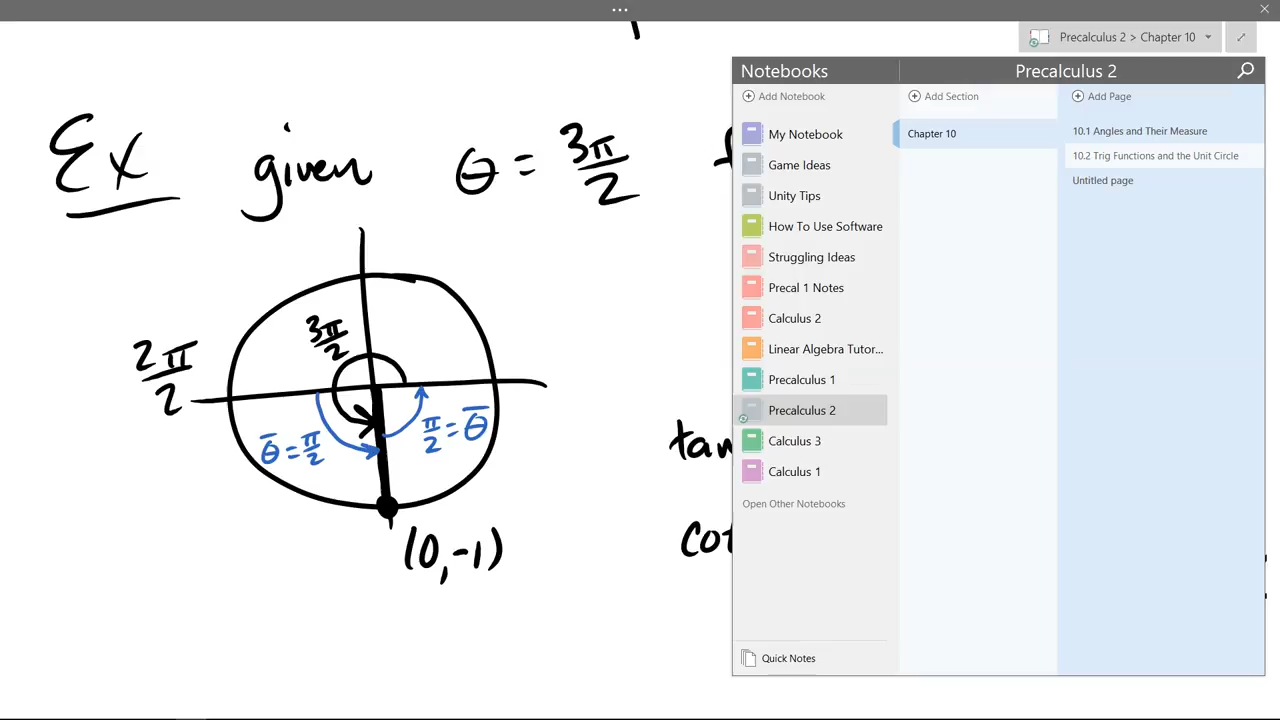 Precalculus 2 > Chapter 10
Notebooks
Precalculus 2
Add Notebook
Add Section
Add Page
My Notebook
Game Ideas
Unity Tips
How To Use Software
Struggling Ideas
Precal 1 Notes
Calculus 2
Linear Algebra Tutor...
Precalculus 1
Precalculus 2
Calculus 3
Calculus 1
Open Other Notebooks
Quick Notes
Chapter 10
10.1 Angles and Their Measure
10.2 Trig Functions and the Unit Circle
Untitled page
Ex given θ = 3π/2
3π/2
2π/2
θ̅ = π/2
π/2 = θ̅
(0,-1)
tan
cot